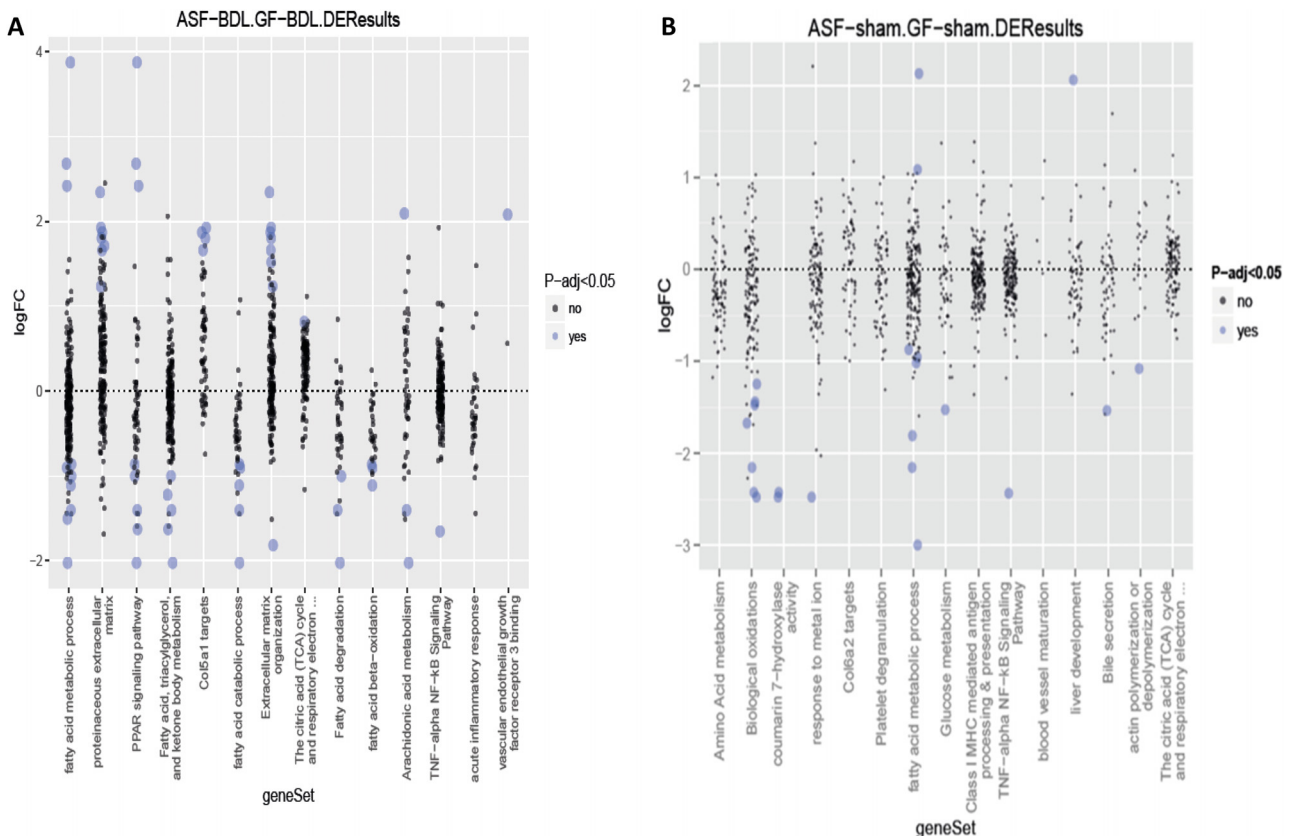 A
ASF-BDL.GF-BDL.DEResults
4
2
0
-2
logFC
P-adj<0.05
no
yes
fatty acid metabolic process
proteinaceous extracellular
matrix
PPAR signaling pathway
Fatty acid, triacylglycerol,
and ketone body metabolism
Col5a1 targets
fatty acid catabolic process
Extracellular matrix
organization
The citric acid (TCA) cycle
and respiratory electron ...
Fatty acid degradation
fatty acid beta-oxidation
Arachidonic acid metabolism
TNF-alpha NF-kB Signaling
Pathway
acute inflammatory response
vascular endothelial growth
factor receptor 3 binding
geneSet
B
ASF-sham.GF-sham.DEResults
2
1
0
-1
-2
-3
logFC
P-adj<0.05
no
yes
Amino Acid metabolism
Biological oxidations
coumarin 7-hydroxylase
activity
response to metal ion
Col6a2 targets
Platelet degranulation
fatty acid metabolic process
Glucose metabolism
Class I MHC mediated antigen
processing & presentation
TNF-alpha NF-kB Signaling
Pathway
blood vessel maturation
liver development
Bile secretion
actin polymerization or
depolymerization
The citric acid (TCA) cycle
and respiratory electron ...
geneSet